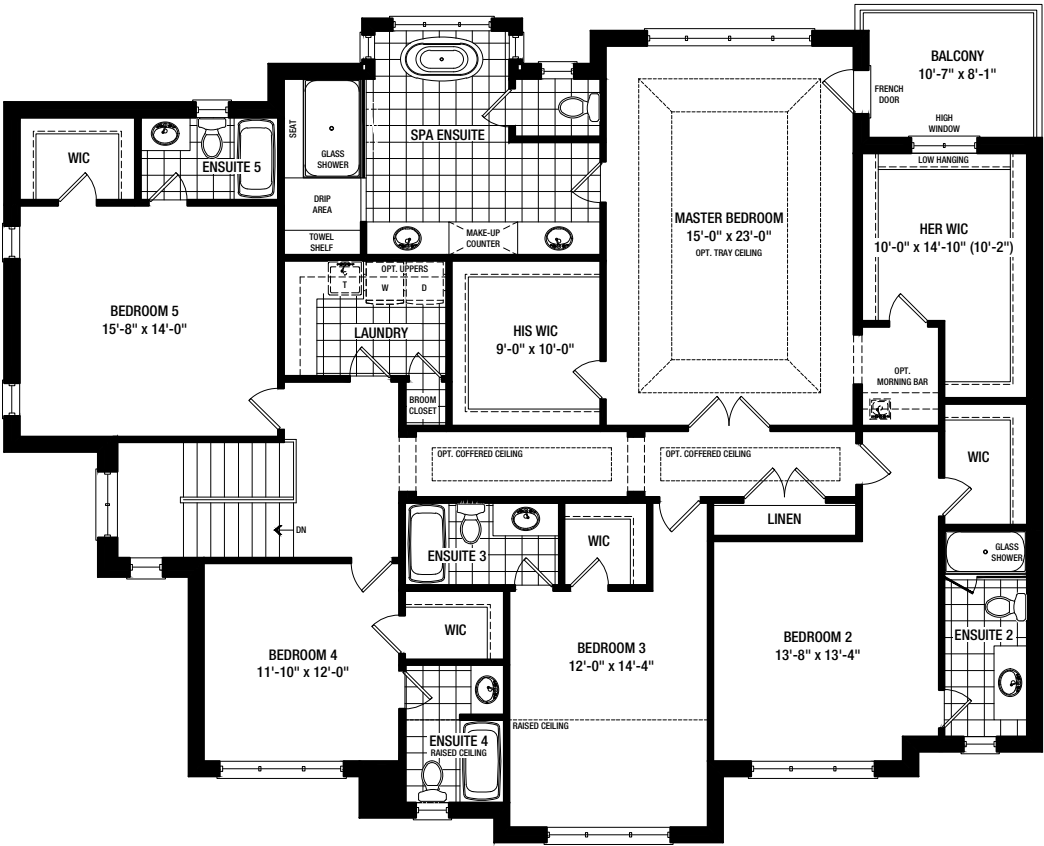 BALCONY
10'-7" x 8'-1"
FRENCH
DOOR
HIGH
WINDOW
LOW HANGING
SEAT
GLASS
SHOWER
SPA ENSUITE
WIC
ENSUITE 5
DRIP
AREA
TOWEL
SHELF
MAKE-UP
COUNTER
MASTER BEDROOM
15'-0" x 23'-0"
OPT. TRAY CEILING
HER WIC
10'-0" x 14'-10" (10'-2")
BEDROOM 5
15'-8" x 14'-0"
OPT. UPPERS
T
W
D
LAUNDRY
HIS WIC
9'-0" x 10'-0"
OPT.
MORNING BAR
BROOM
CLOSET
OPT. COFFERED CEILING
OPT. COFFERED CEILING
WIC
DN
LINEN
ENSUITE 3
WIC
GLASS
SHOWER
WIC
ENSUITE 2
BEDROOM 4
11'-10" x 12'-0"
BEDROOM 3
12'-0" x 14'-4"
BEDROOM 2
13'-8" x 13'-4"
RAISED CEILING
ENSUITE 4
RAISED CEILING